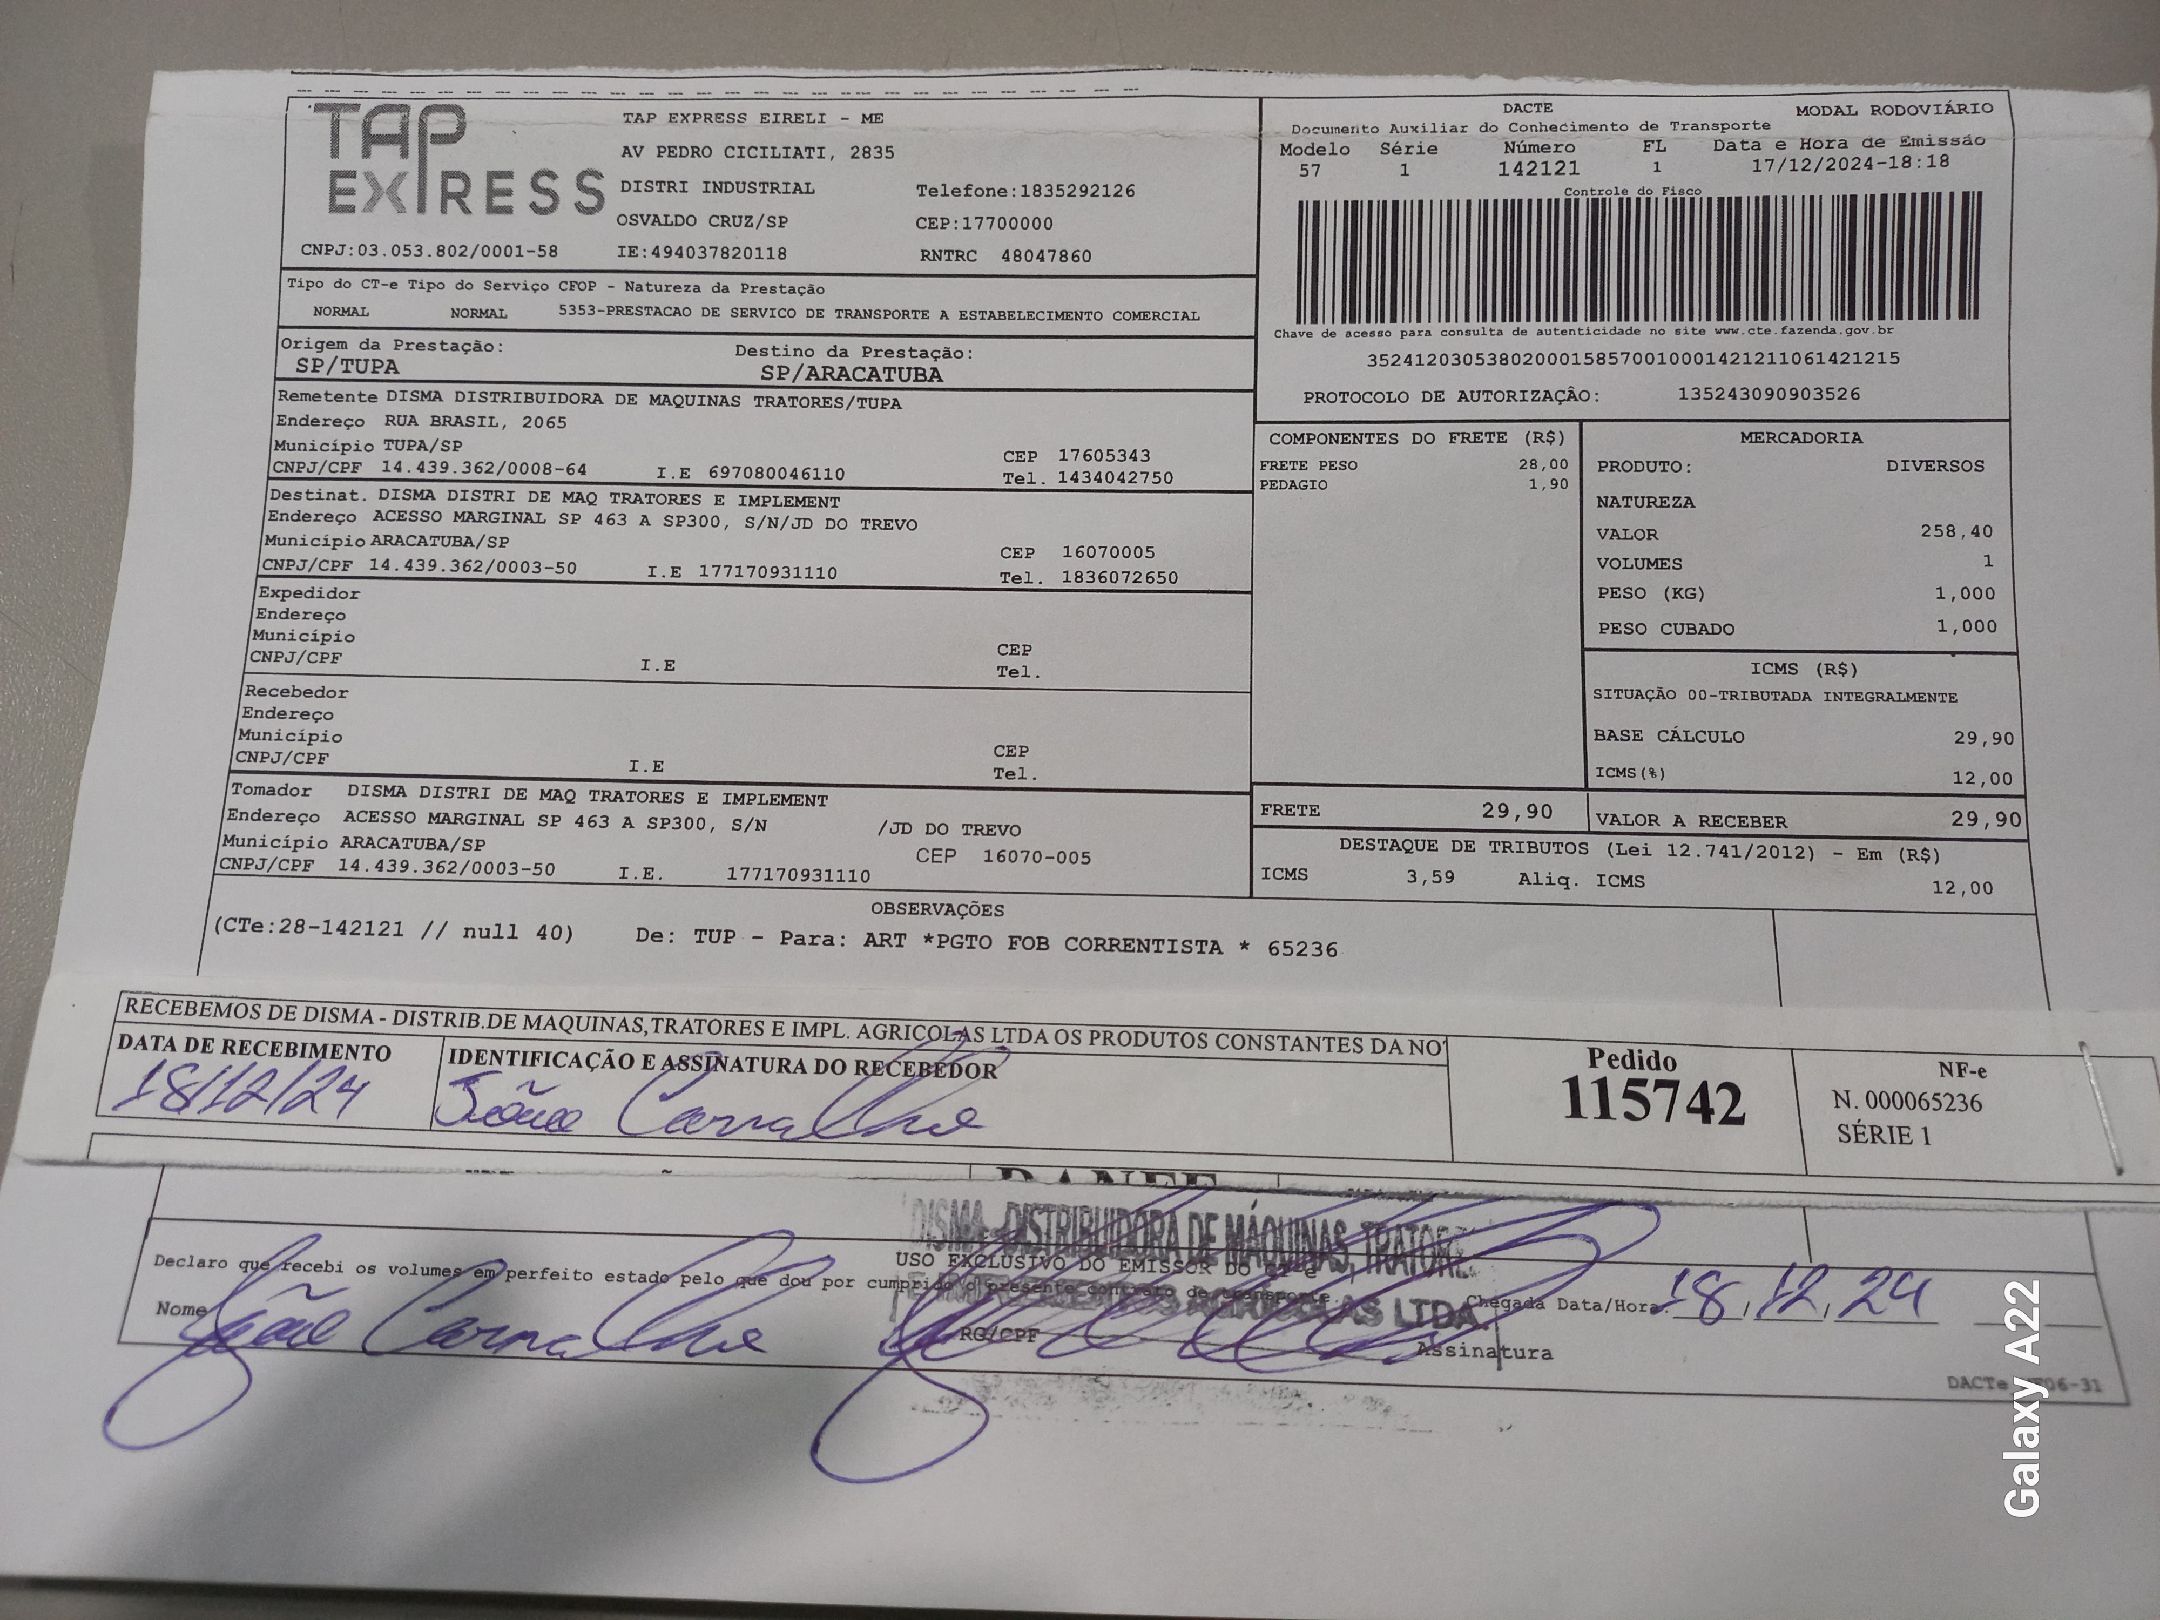 TAP EXPRESS
TAP EXPRESS EIRELI - ME
AV PEDRO CICILIATI, 2835
DISTRI INDUSTRIAL Telefone:1835292126
OSVALDO CRUZ/SP CEP:17700000
CNPJ:03.053.802/0001-58 IE:494037820118 RNTRC 48047860
DACTE MODAL RODOVIÁRIO
Documento Auxiliar do Conhecimento de Transporte
Modelo Série Número FL Data e Hora de Emissão
57 1 142121 1 17/12/2024-18:18
Controle do Fisco
Chave de acesso para consulta de autenticidade no site www.cte.fazenda.gov.br
35241203053802000158570010001421211061421215
PROTOCOLO DE AUTORIZAÇÃO: 135243090903526
Tipo do CT-e Tipo do Serviço CFOP - Natureza da Prestação
NORMAL NORMAL 5353-PRESTACAO DE SERVICO DE TRANSPORTE A ESTABELECIMENTO COMERCIAL
Origem da Prestação: Destino da Prestação:
SP/TUPA SP/ARACATUBA
Remetente DISMA DISTRIBUIDORA DE MAQUINAS TRATORES/TUPA
Endereço RUA BRASIL, 2065
Município TUPA/SP CEP 17605343
CNPJ/CPF 14.439.362/0008-64 I.E 697080046110 Tel. 1434042750
Destinat. DISMA DISTRI DE MAQ TRATORES E IMPLEMENT
Endereço ACESSO MARGINAL SP 463 A SP300, S/N/JD DO TREVO
Município ARACATUBA/SP CEP 16070005
CNPJ/CPF 14.439.362/0003-50 I.E 177170931110 Tel. 1836072650
Expedidor
Endereço
Município CEP
CNPJ/CPF I.E Tel.
Recebedor
Endereço
Município CEP
CNPJ/CPF I.E Tel.
Tomador DISMA DISTRI DE MAQ TRATORES E IMPLEMENT
Endereço ACESSO MARGINAL SP 463 A SP300, S/N /JD DO TREVO
Município ARACATUBA/SP CEP 16070-005
CNPJ/CPF 14.439.362/0003-50 I.E. 177170931110
COMPONENTES DO FRETE (R$)
FRETE PESO 28,00
PEDAGIO 1,90
MERCADORIA
PRODUTO: DIVERSOS
NATUREZA
VALOR 258,40
VOLUMES 1
PESO (KG) 1,000
PESO CUBADO 1,000
ICMS (R$)
SITUAÇÃO 00-TRIBUTADA INTEGRALMENTE
BASE CÁLCULO 29,90
ICMS(%) 12,00
FRETE 29,90 VALOR A RECEBER 29,90
DESTAQUE DE TRIBUTOS (Lei 12.741/2012) - Em (R$)
ICMS 3,59 Aliq. ICMS 12,00
OBSERVAÇÕES
(CTe:28-142121 // null 40) De: TUP - Para: ART *PGTO FOB CORRENTISTA * 65236
RECEBEMOS DE DISMA - DISTRIB.DE MAQUINAS,TRATORES E IMPL. AGRICOLAS LTDA OS PRODUTOS CONSTANTES DA NO
DATA DE RECEBIMENTO IDENTIFICAÇÃO E ASSINATURA DO RECEBEDOR
18/12/24 João Carvalho
Pedido
115742
NF-e
N. 000065236
SÉRIE 1
DISMA - DISTRIBUIDORA DE MÁQUINAS, TRATORE
AGRÍCOLAS LTDA.
USO EXCLUSIVO DO EMISSOR DO CT-e
Declaro que recebi os volumes em perfeito estado pelo que dou por cumprido o presente contrato de transporte.
Nome João Carvalho RG/CPF Assinatura
Chegada Data/Hora: 18, 12, 24
DACTe
Galaxy A22